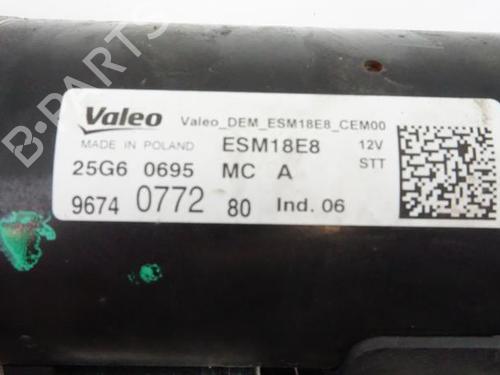 B-PARTS
Valeo Valeo_DEM_ESM18E8_CEM00
MADE IN POLAND ESM18E8 12V
25G6 0695 MC A STT
9674 0772 80 Ind. 06